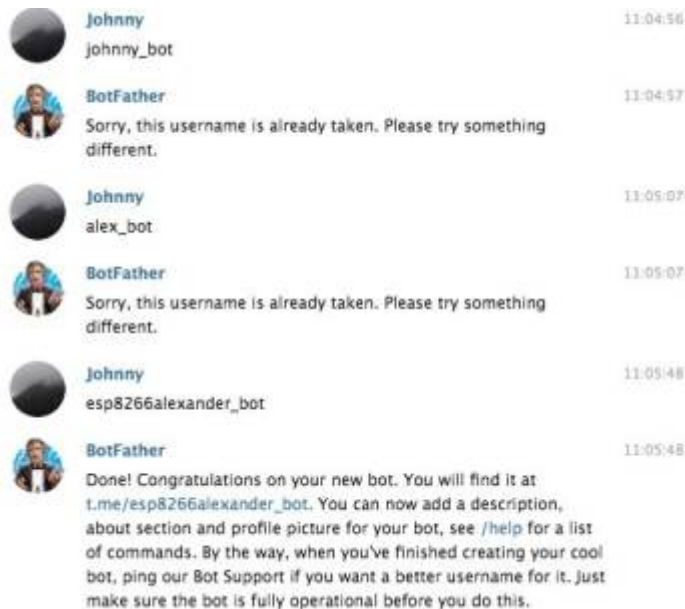 Johnny 11:04:56
johnny_bot
BotFather 11:04:57
Sorry, this username is already taken. Please try something
different.
Johnny 11:05:07
alex_bot
BotFather 11:05:07
Sorry, this username is already taken. Please try something
different.
Johnny 11:05:48
esp8266alexander_bot
BotFather 11:05:48
Done! Congratulations on your new bot. You will find it at
t.me/esp8266alexander_bot. You can now add a description,
about section and profile picture for your bot, see /help for a list
of commands. By the way, when you've finished creating your cool
bot, ping our Bot Support if you want a better username for it. Just
make sure the bot is fully operational before you do this.